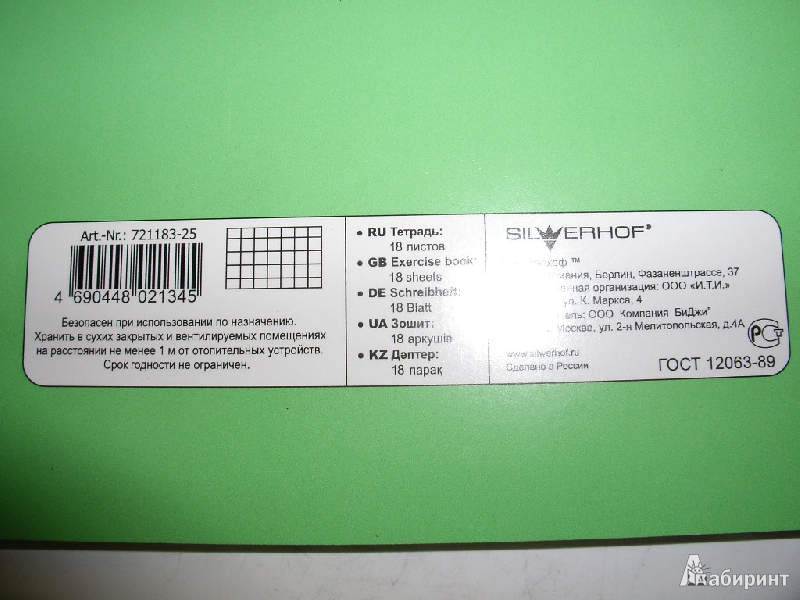 Art.-Nr.: 721183-25
4 690448 021345
Безопасен при использовании по назначению.
Хранить в сухих закрытых и вентилируемых помещениях
на расстоянии не менее 1 м от отопительных устройств.
Срок годности не ограничен.
• RU Тетрадь:
18 листов
• GB Exercise book:
18 sheets
• DE Schreibheft:
18 Blatt
• UA Зошит:
18 аркушів
• KZ Дәптер:
18 парақ
SILWERHOF®
Берлин, Фазаненштрассе, 37
организация: ООО «И.Т.И.»
ул. К. Маркса, 4
ООО Компания БиДжи
Москва, ул. 2-я Мелитопольская, д.4А
www.silwerhof.ru
Сделано в России
РСТ
ГОСТ 12063-89
Лабиринт